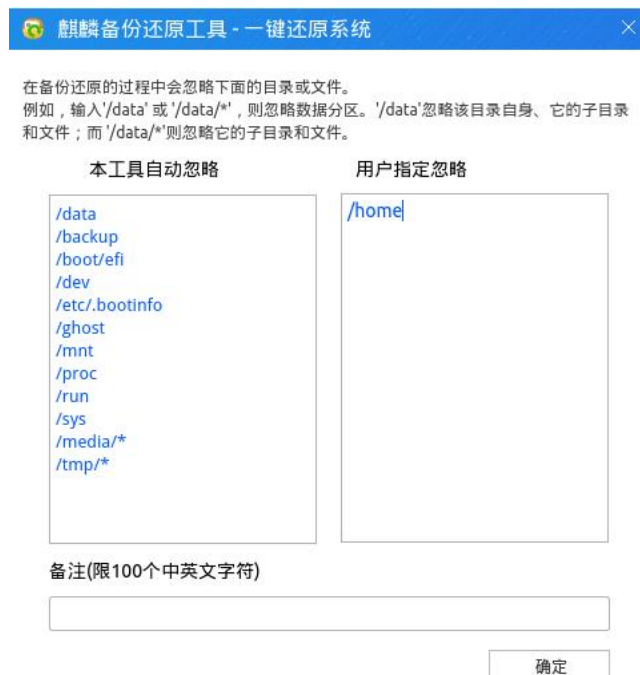 麒麟备份还原工具 - 一键还原系统
在备份还原的过程中会忽略下面的目录或文件。
例如，输入'/data' 或 '/data/*'，则忽略数据分区。'/data'忽略该目录自身、它的子目录
和文件；而 '/data/*'则忽略它的子目录和文件。
本工具自动忽略
用户指定忽略
/data
/backup
/boot/efi
/dev
/etc/.bootinfo
/ghost
/mnt
/proc
/run
/sys
/media/*
/tmp/*
/home
备注(限100个中英文字符)
确定